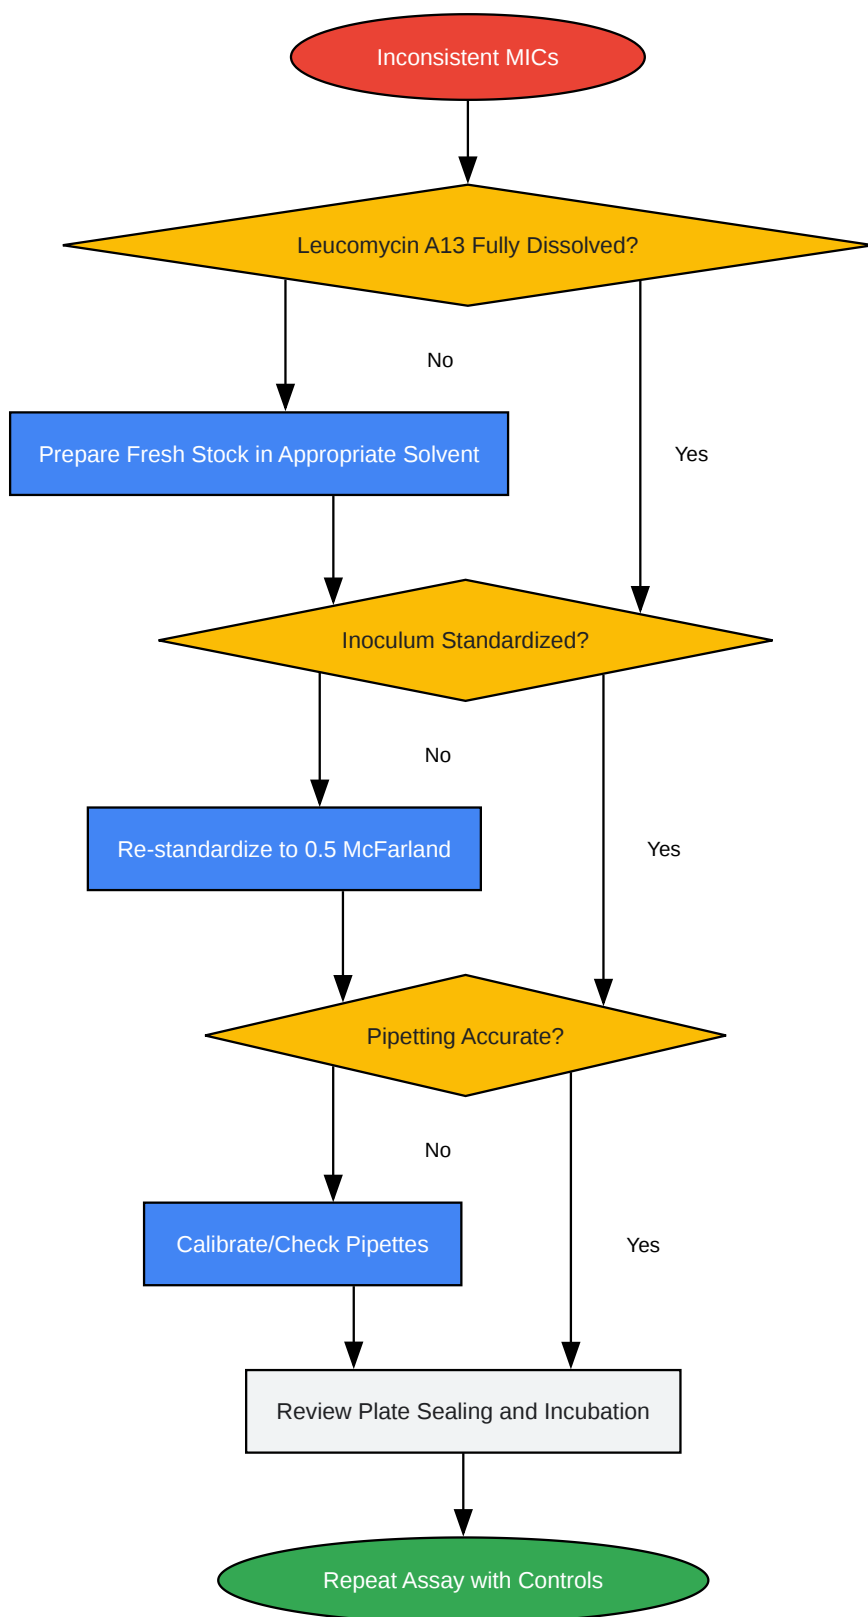 Inconsistent MICs
Leucomycin A13 Fully Dissolved?
No
Prepare Fresh Stock in Appropriate Solvent
Yes
Inoculum Standardized?
No
Re-standardize to 0.5 McFarland
Yes
Pipetting Accurate?
No
Calibrate/Check Pipettes
Yes
Review Plate Sealing and Incubation
Repeat Assay with Controls